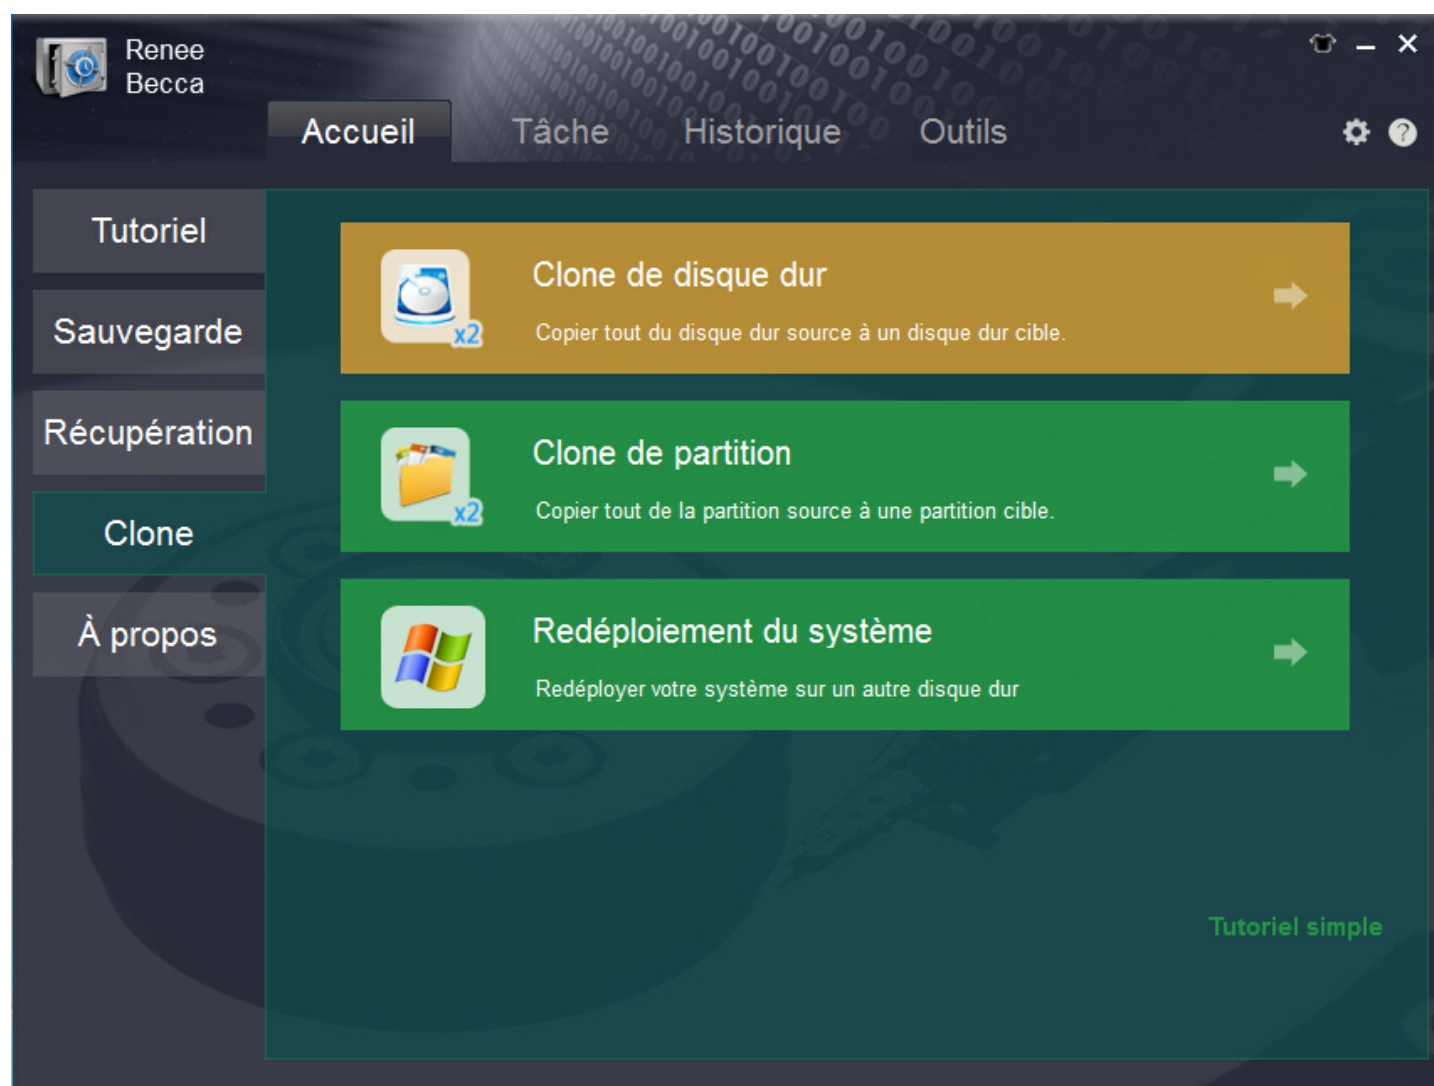 Renee
Becca
Accueil
Tâche
Historique
Outils
Tutoriel
Sauvegarde
Récupération
Clone
À propos
Clone de disque dur
Copier tout du disque dur source à un disque dur cible.
x2
Clone de partition
Copier tout de la partition source à une partition cible.
x2
Redéploiement du système
Redéployer votre système sur un autre disque dur
Tutoriel simple